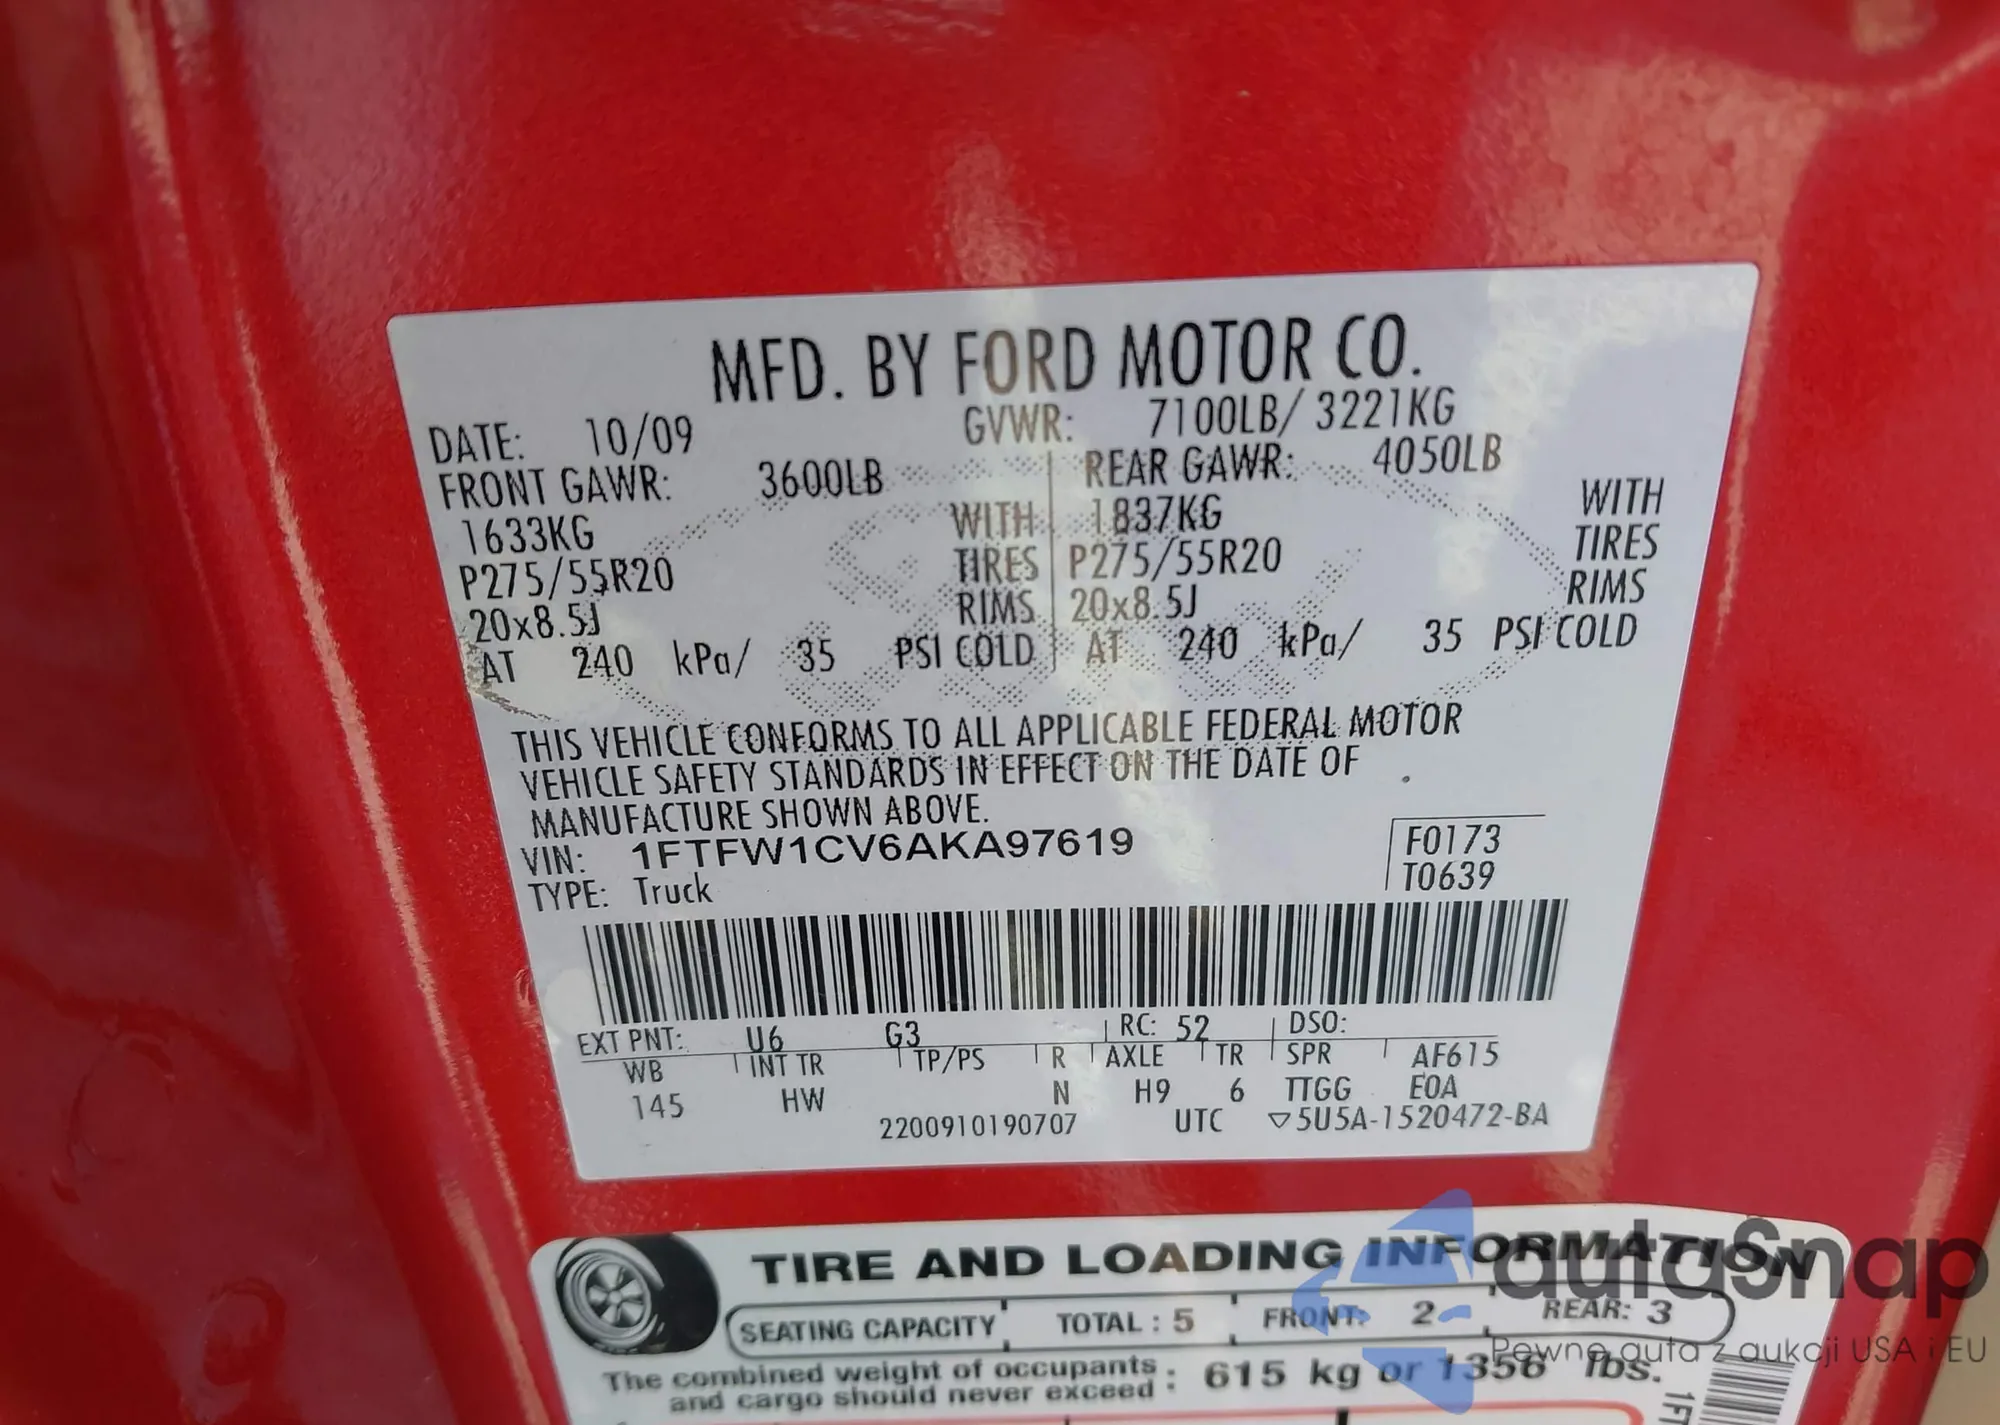 MFD. BY FORD MOTOR CO.
DATE: 10/09 GVWR: 7100LB/ 3221KG
FRONT GAWR: 3600LB REAR GAWR: 4050LB
1633KG WITH 1837KG WITH
P275/55R20 TIRES P275/55R20 TIRES
20x8.5J RIMS 20x8.5J RIMS
AT 240 kPa/ 35 PSI COLD AT 240 kPa/ 35 PSI COLD
THIS VEHICLE CONFORMS TO ALL APPLICABLE FEDERAL MOTOR
VEHICLE SAFETY STANDARDS IN EFFECT ON THE DATE OF
MANUFACTURE SHOWN ABOVE.
VIN: 1FTFW1CV6AKA97619 F0173
TYPE: Truck T0639
EXT PNT: U6 G3 RC: 52 DSO:
WB INT TR TP/PS R AXLE TR SPR AF615
145 HW N H9 6 TTGG E0A
2200910190707 UTC ▽5U5A-1520472-BA
TIRE AND LOADING INFORMATION
SEATING CAPACITY TOTAL : 5 FRONT: 2 REAR: 3
The combined weight of occupants
and cargo should never exceed : 615 kg or 1356 lbs.
1FT
autoSnap
Pewne auta z aukcji USA i EU